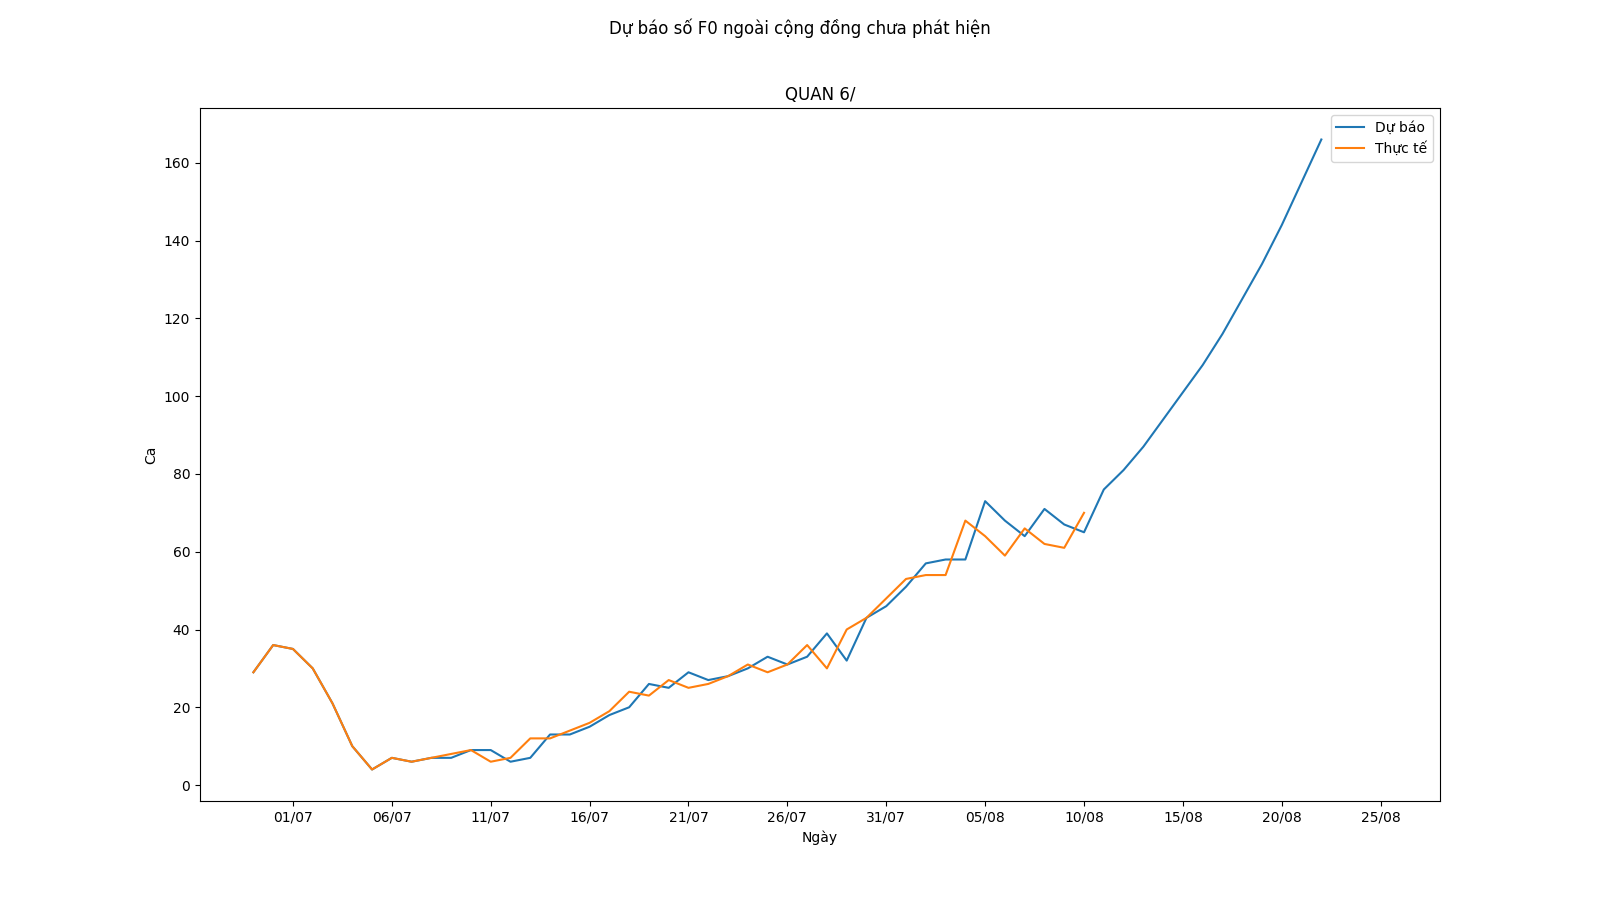 Dự báo số F0 ngoài cộng đồng chưa phát hiện
QUAN 6/
Dự báo
Thực tế
160
140
120
100
80
60
40
20
0
Ca
01/07 06/07 11/07 16/07 21/07 26/07 31/07 05/08 10/08 15/08 20/08 25/08
Ngày